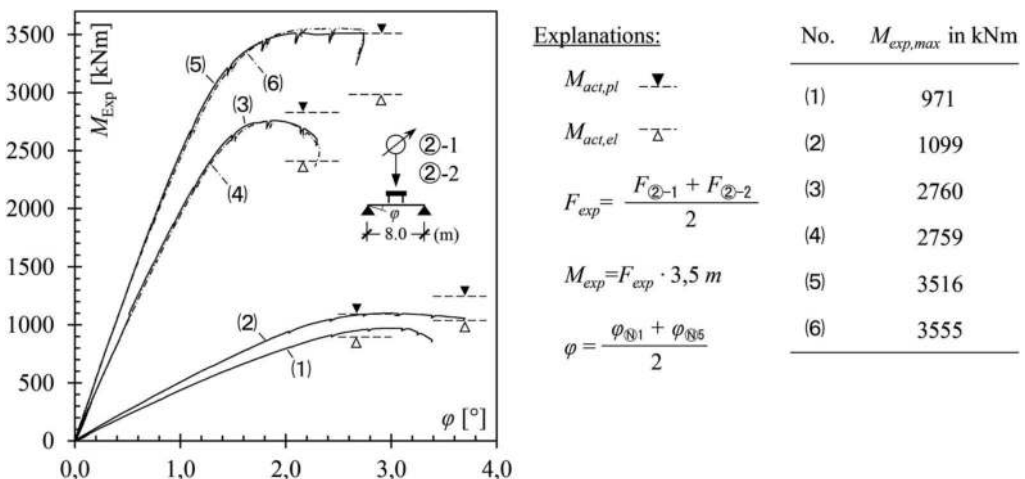 M_Exp [kNm]
3500
3000
2500
2000
1500
1000
500
0
0,0 1,0 2,0 3,0 4,0
φ [°]
(5)
(6)
(3)
(4)
(2)
(1)
②-1
②-2
φ
8.0 (m)
Explanations:
M_act,pl
M_act,el
F_exp = (F_②-1 + F_②-2) / 2
M_exp=F_exp · 3,5 m
φ = (φ_Ⓝ1 + φ_Ⓝ5) / 2
No. M_exp,max in kNm
(1) 971
(2) 1099
(3) 2760
(4) 2759
(5) 3516
(6) 3555